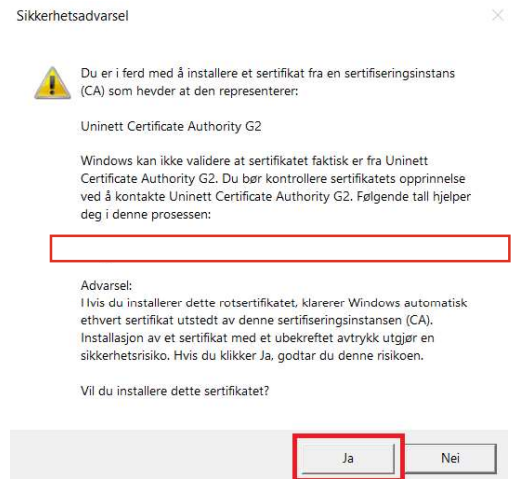 Sikkerhetsadvarsel
Du er i ferd med å installere et sertifikat fra en sertifiseringsinstans
(CA) som hevder at den representerer:
Uninett Certificate Authority G2
Windows kan ikke validere at sertifikatet faktisk er fra Uninett
Certificate Authority G2. Du bør kontrollere sertifikatets opprinnelse
ved å kontakte Uninett Certificate Authority G2. Følgende tall hjelper
deg i denne prosessen:
Advarsel:
Hvis du installerer dette rotsertifikatet, klarerer Windows automatisk
ethvert sertifikat utstedt av denne sertifiseringsinstansen (CA).
Installasjon av et sertifikat med et ubekreftet avtrykk utgjør en
sikkerhetsrisiko. Hvis du klikker Ja, godtar du denne risikoen.
Vil du installere dette sertifikatet?
Ja
Nei